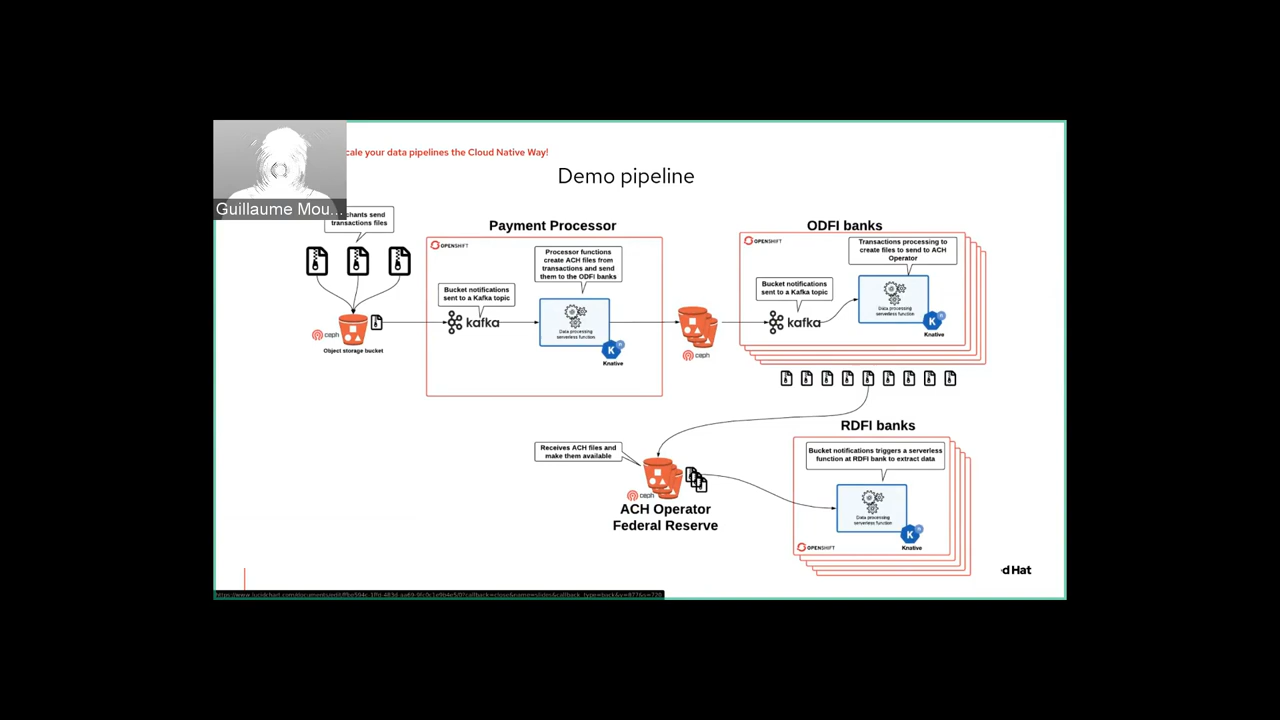 cale your data pipelines the Cloud Native Way!
Demo pipeline
Guillaume Mou...
chants send
transactions files
Payment Processor
ODFI banks
OPENSHIFT
Processor functions
create ACH files from
transactions and send
them to the ODFi banks
OPENSHIFT
Transactions processing to
create files to send to ACH
Operator
Bucket notifications
sent to a Kafka topic
Bucket notifications
sent to a Kafka topic
kafka
Data processing
serverless function
kafka
Data processing
serverless function
ceph
Object storage bucket
Knative
ceph
Knative
RDFI banks
Receives ACH files and
make them available
Bucket notifications triggers a serverless
function at RDFI bank to extract data
ceph
ACH Operator
Federal Reserve
Data processing
serverless function
OPENSHIFT
Knative
d Hat